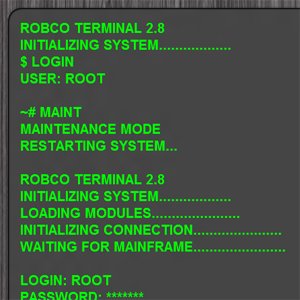 ROBCO TERMINAL 2.8
INITIALIZING SYSTEM..................
$ LOGIN
USER: ROOT
~# MAINT
MAINTENANCE MODE
RESTARTING SYSTEM...
ROBCO TERMINAL 2.8
INITIALIZING SYSTEM..................
LOADING MODULES......................
INITIALIZING CONNECTION......................
WAITING FOR MAINFRAME.......................
LOGIN: ROOT
PASSWORD: *******